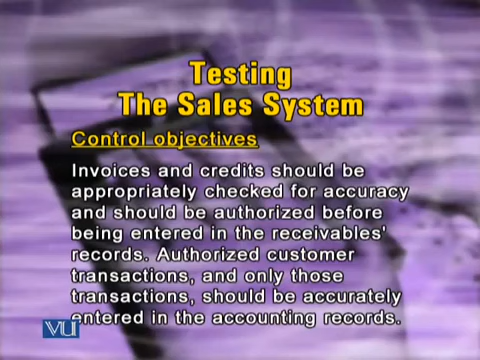 Testing
The Sales System
Control objectives
Invoices and credits should be
appropriately checked for accuracy
and should be authorized before
being entered in the receivables'
records. Authorized customer
transactions, and only those
transactions, should be accurately
entered in the accounting records.
VU